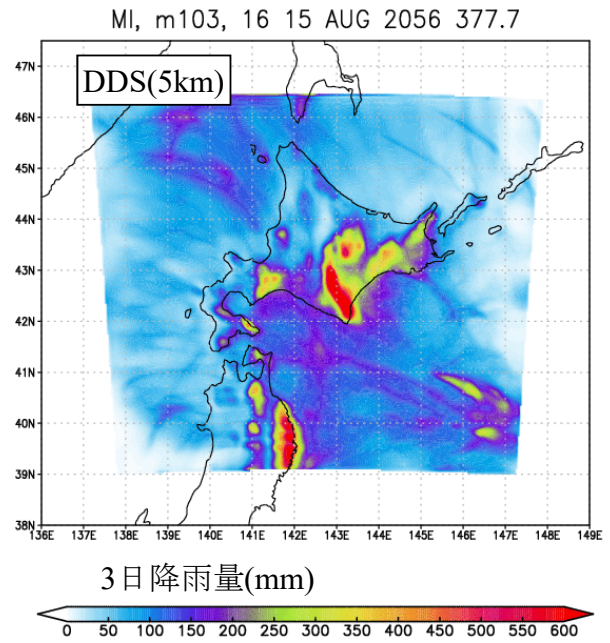 MI, m103, 16 15 AUG 2056 377.7
DDS(5km)
47N
46N
45N
44N
43N
42N
41N
40N
39N
38N
136E 137E 138E 139E 140E 141E 142E 143E 144E 145E 146E 147E 148E 149E
3日降雨量(mm)
0 50 100 150 200 250 300 350 400 450 500 550 600